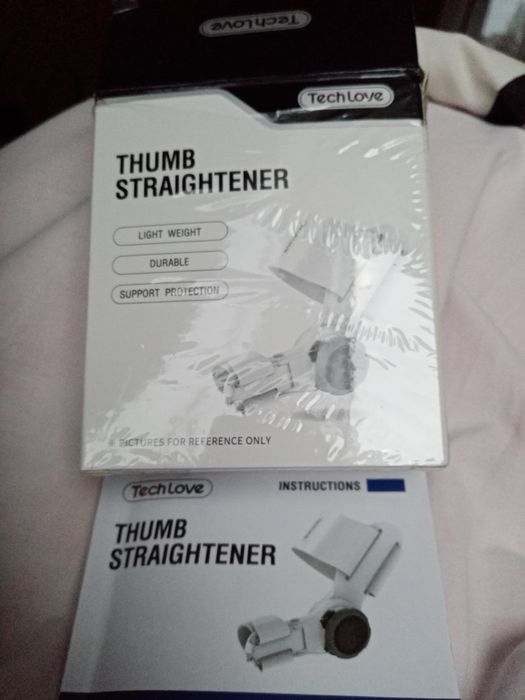 TechLove
TechLove
THUMB
STRAIGHTENER
LIGHT WEIGHT
DURABLE
SUPPORT PROTECTION
※ PICTURES FOR REFERENCE ONLY
TechLove
INSTRUCTIONS
THUMB
STRAIGHTENER